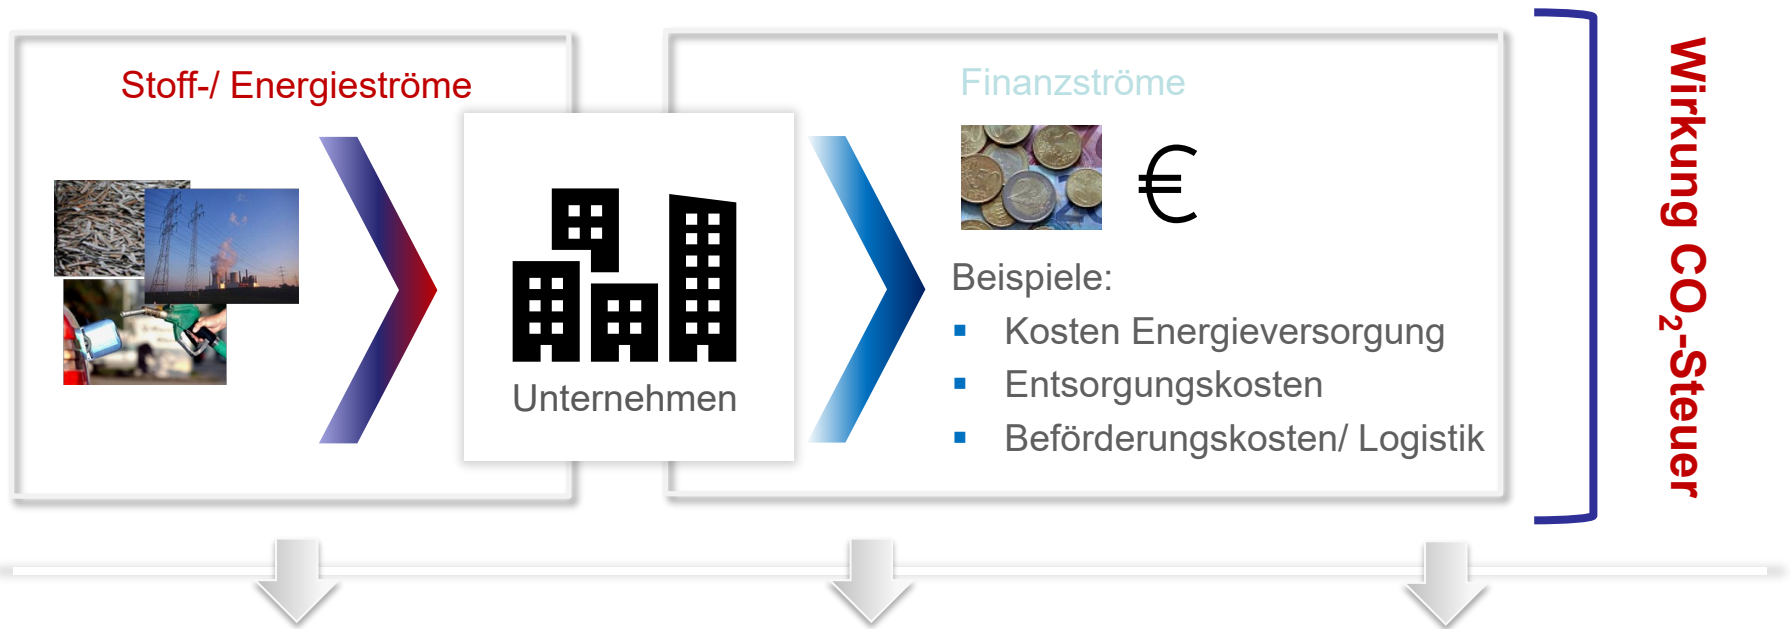 Stoff-/ Energieströme
Unternehmen
Finanzströme
€
Beispiele:
▪ Kosten Energieversorgung
▪ Entsorgungskosten
▪ Beförderungskosten/ Logistik
Wirkung CO₂-Steuer